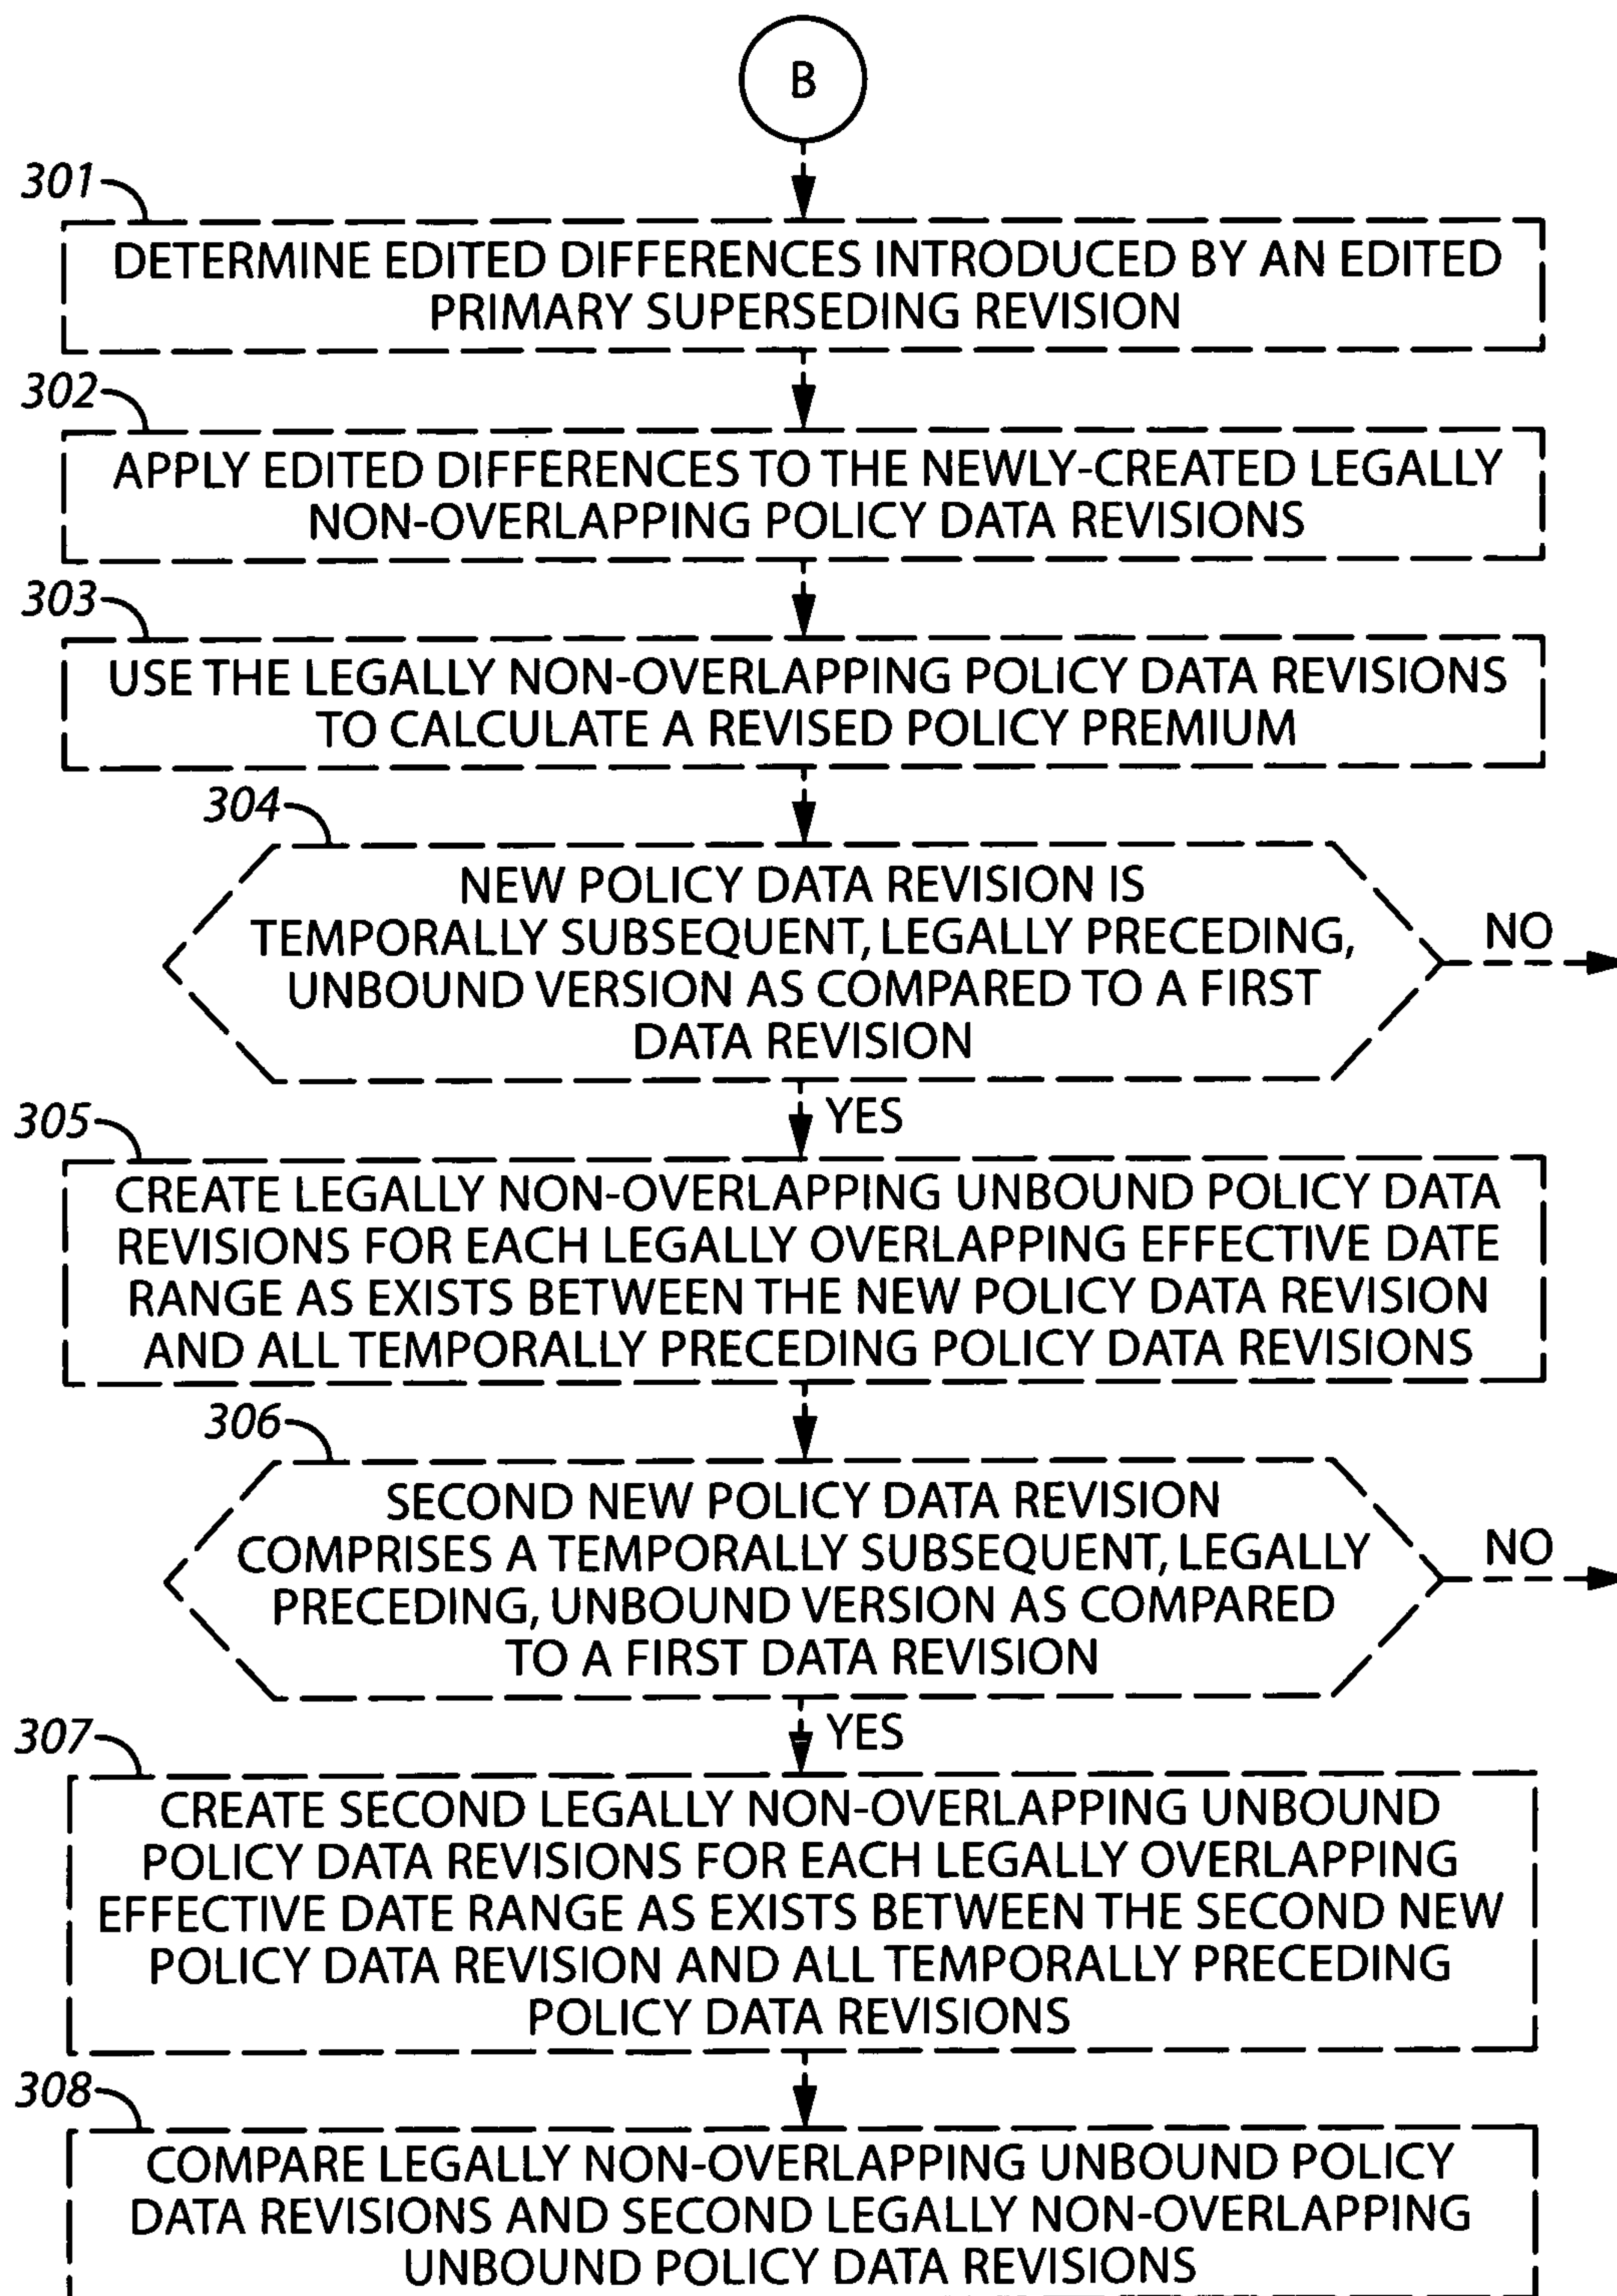 B
301
DETERMINE EDITED DIFFERENCES INTRODUCED BY AN EDITED
PRIMARY SUPERSEDING REVISION
302
APPLY EDITED DIFFERENCES TO THE NEWLY-CREATED LEGALLY
NON-OVERLAPPING POLICY DATA REVISIONS
303
USE THE LEGALLY NON-OVERLAPPING POLICY DATA REVISIONS
TO CALCULATE A REVISED POLICY PREMIUM
304
NEW POLICY DATA REVISION IS
TEMPORALLY SUBSEQUENT, LEGALLY PRECEDING,
UNBOUND VERSION AS COMPARED TO A FIRST
DATA REVISION
NO
YES
305
CREATE LEGALLY NON-OVERLAPPING UNBOUND POLICY DATA
REVISIONS FOR EACH LEGALLY OVERLAPPING EFFECTIVE DATE
RANGE AS EXISTS BETWEEN THE NEW POLICY DATA REVISION
AND ALL TEMPORALLY PRECEDING POLICY DATA REVISIONS
306
SECOND NEW POLICY DATA REVISION
COMPRISES A TEMPORALLY SUBSEQUENT, LEGALLY
PRECEDING, UNBOUND VERSION AS COMPARED
TO A FIRST DATA REVISION
NO
YES
307
CREATE SECOND LEGALLY NON-OVERLAPPING UNBOUND
POLICY DATA REVISIONS FOR EACH LEGALLY OVERLAPPING
EFFECTIVE DATE RANGE AS EXISTS BETWEEN THE SECOND NEW
POLICY DATA REVISION AND ALL TEMPORALLY PRECEDING
POLICY DATA REVISIONS
308
COMPARE LEGALLY NON-OVERLAPPING UNBOUND POLICY
DATA REVISIONS AND SECOND LEGALLY NON-OVERLAPPING
UNBOUND POLICY DATA REVISIONS